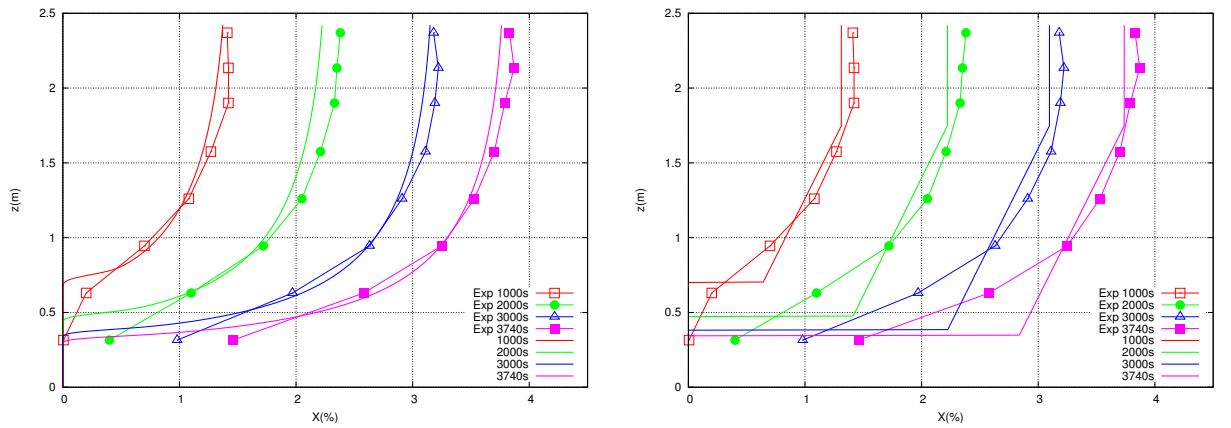 2.5
2
1.5
1
0.5
0
z(m)
Exp 1000s
Exp 2000s
Exp 3000s
Exp 3740s
1000s
2000s
3000s
3740s
0 1 2 3 4
X(%)
2.5
2
1.5
1
0.5
0
z(m)
Exp 1000s
Exp 2000s
Exp 3000s
Exp 3740s
1000s
2000s
3000s
3740s
0 1 2 3 4
X(%)